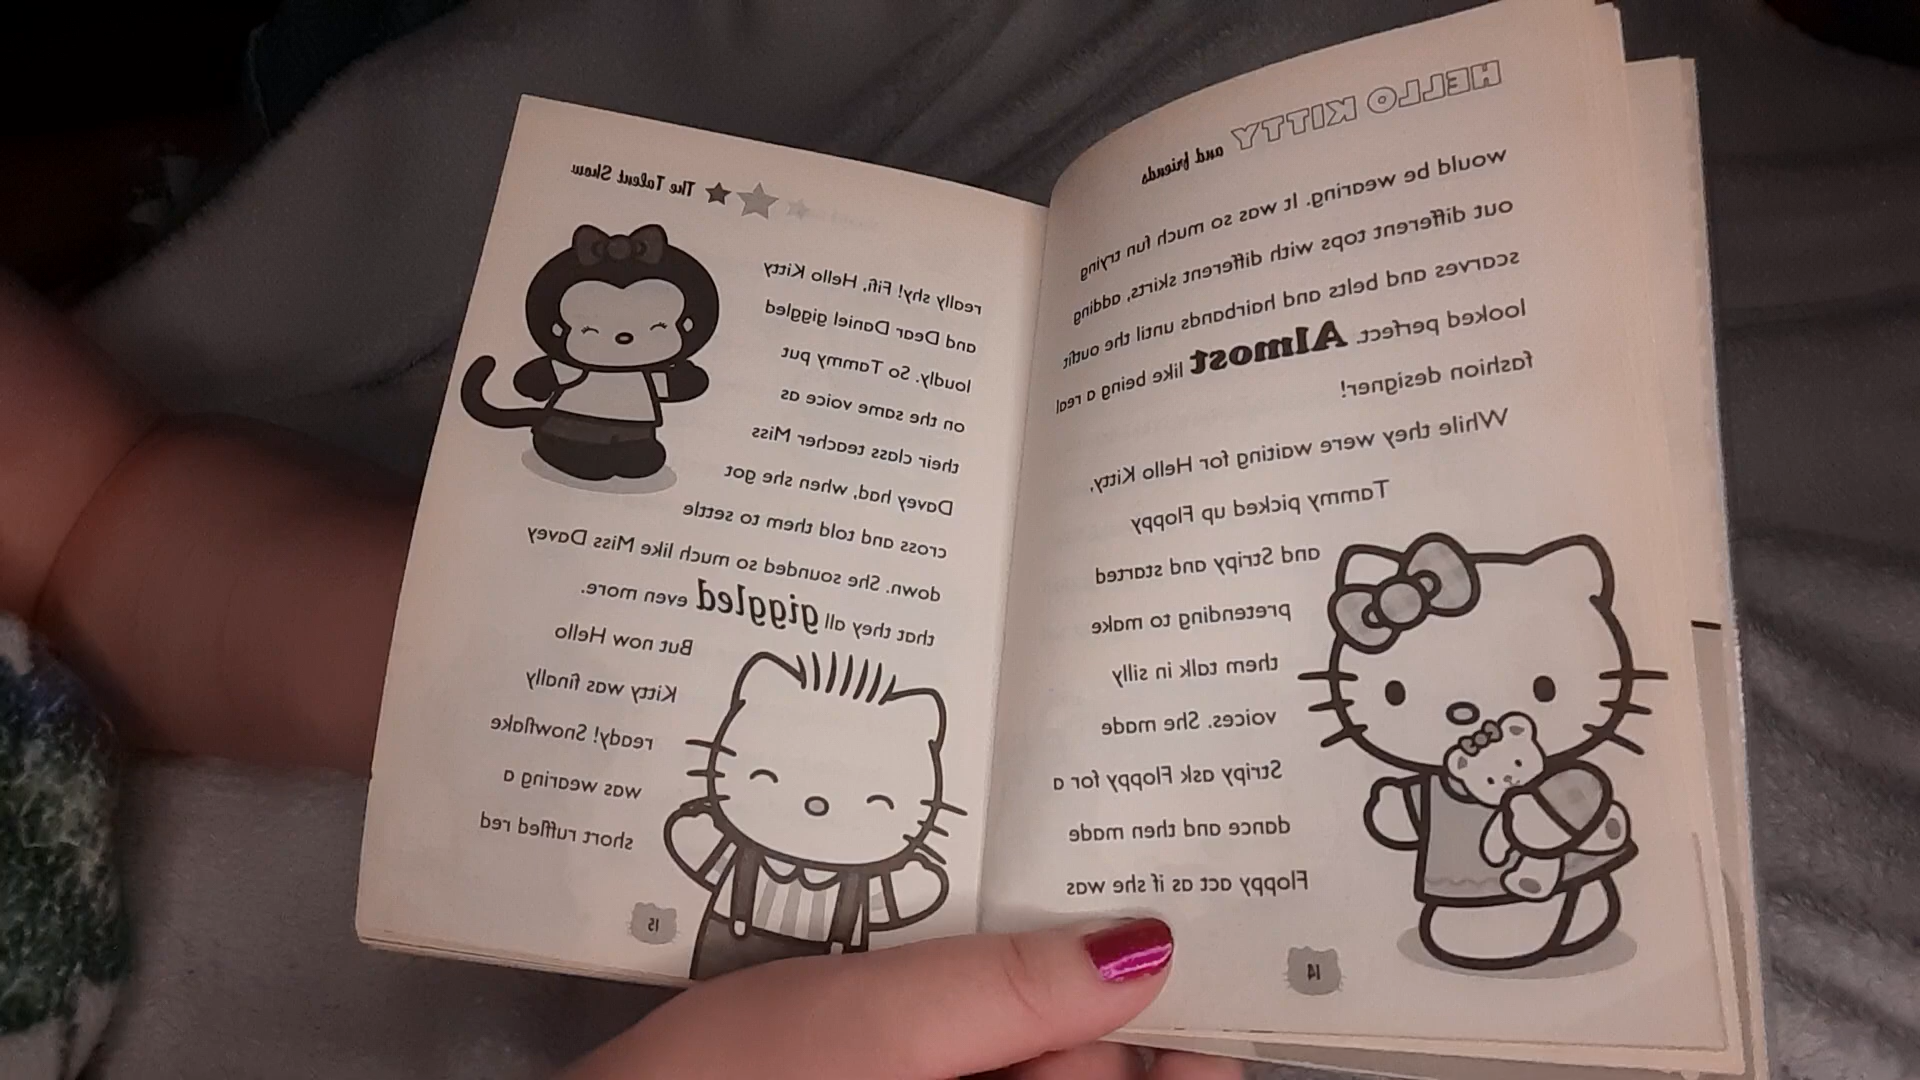 HELLO KITTY and friends
would be wearing. It was so much fun trying
out different tops with different skirts, adding
scarves and belts and hairbands until the outfit
looked perfect. Almost like being a real
fashion designer!
While they were waiting for Hello Kitty,
Tammy picked up Floppy
and Stripy and started
pretending to make
them talk in silly
voices. She made
Stripy ask Floppy for a
dance and then made
Floppy act as if she was
14
The Talent Show
really shy! Fifi, Hello Kitty
and Dear Daniel giggled
loudly. So Tammy put
on the same voice as
their class teacher Miss
Davey had, when she got
cross and told them to settle
down. She sounded so much like Miss Davey
that they all giggled even more.
But now Hello
Kitty was finally
ready! Snowflake
was wearing a
short ruffled red
15